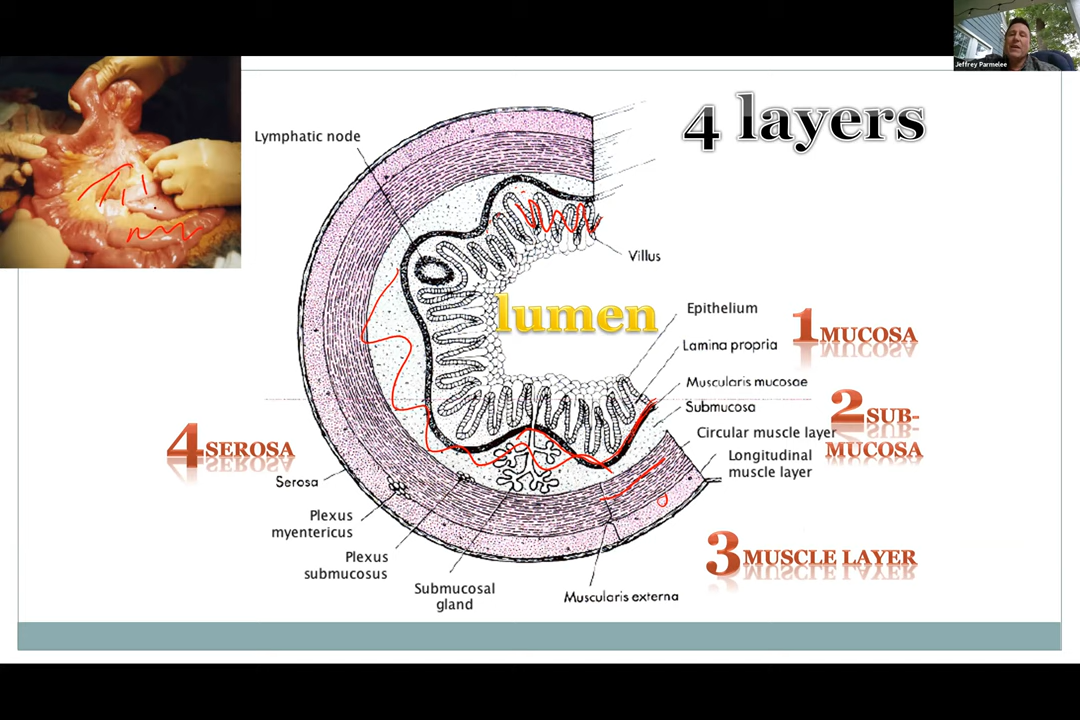 Jeffrey Parmelee
4 layers
Lymphatic node
Villus
lumen
Epithelium
1 MUCOSA
Lamina propria
Muscularis mucosae
2 SUB-
MUCOSA
Submucosa
Circular muscle layer
Longitudinal
muscle layer
4 SEROSA
Serosa
Plexus
myentericus
Plexus
submucosus
Submucosal
gland
Muscularis externa
3 MUSCLE LAYER